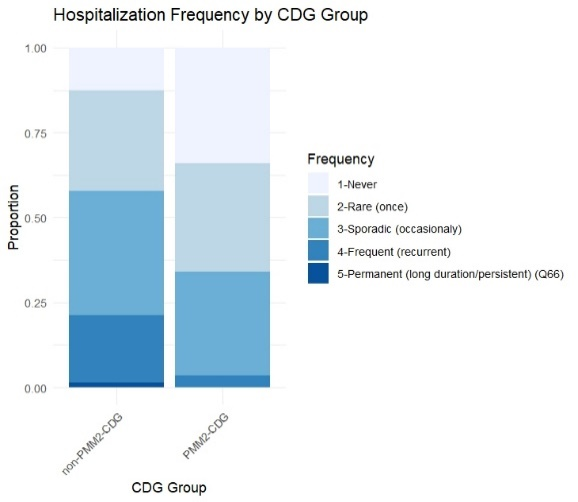 Hospitalization Frequency by CDG Group
1.00
0.75
0.50
0.25
0.00
Proportion
non-PMM2-CDG
PMM2-CDG
CDG Group
Frequency
1-Never
2-Rare (once)
3-Sporadic (occasionaly)
4-Frequent (recurrent)
5-Permanent (long duration/persistent) (Q66)